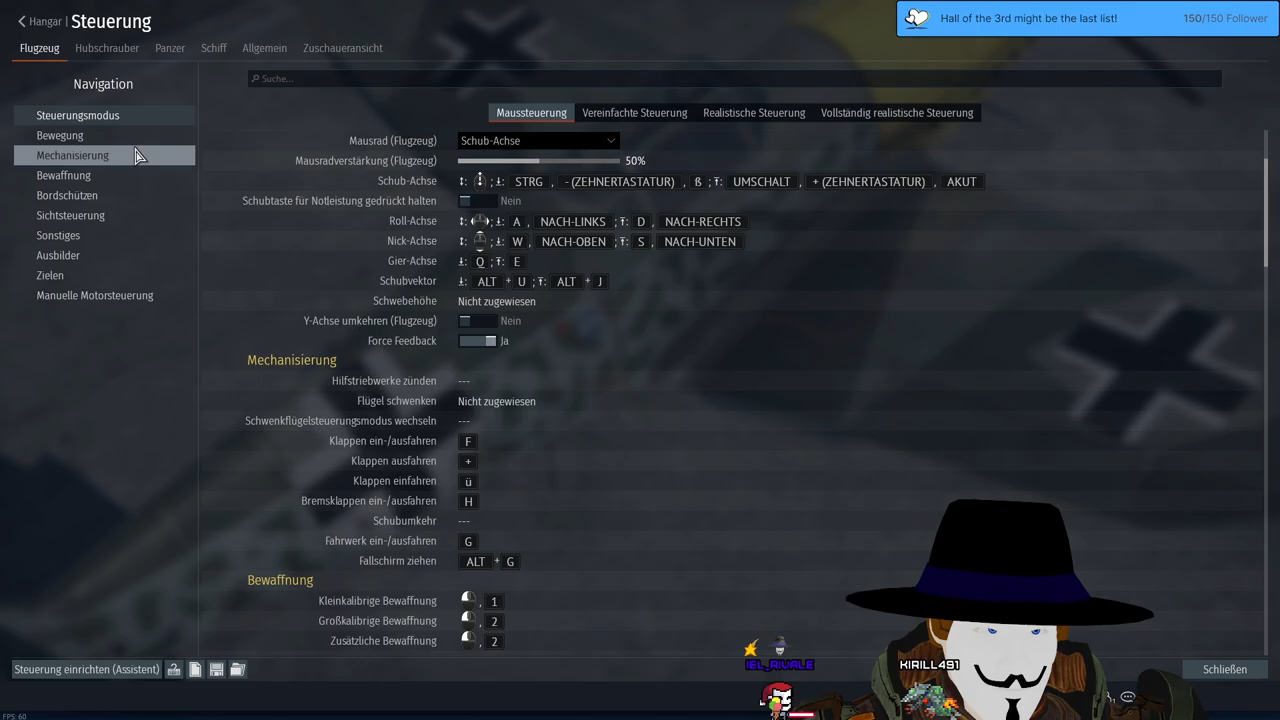 Hangar | Steuerung
Hall of the 3rd might be the last list! 150/150 Follower
Flugzeug Hubschrauber Panzer Schiff Allgemein Zuschaueransicht
Navigation
Steuerungsmodus
Bewegung
Mechanisierung
Bewaffnung
Bordschützen
Sichtsteuerung
Sonstiges
Ausbilder
Zielen
Manuelle Motorsteuerung
Suche...
Maussteuerung Vereinfachte Steuerung Realistische Steuerung Vollständig realistische Steuerung
Mausrad (Flugzeug) Schub-Achse
Mausradverstärkung (Flugzeug) 50%
Schub-Achse ↕: ; ↓: STRG , - (ZEHNERTASTATUR) , ß ; ↑: UMSCHALT , + (ZEHNERTASTATUR) , AKUT
Schubtaste für Notleistung gedrückt halten Nein
Roll-Achse ↕: ; ↓: A , NACH-LINKS ; ↑: D , NACH-RECHTS
Nick-Achse ↕: ; ↓: W , NACH-OBEN ; ↑: S , NACH-UNTEN
Gier-Achse ↓: Q ; ↑: E
Schubvektor ↓: ALT + U ; ↑: ALT + J
Schwebehöhe Nicht zugewiesen
Y-Achse umkehren (Flugzeug) Nein
Force Feedback Ja
Mechanisierung
Hilfstriebwerke zünden ---
Flügel schwenken Nicht zugewiesen
Schwenkflügelsteuerungsmodus wechseln ---
Klappen ein-/ausfahren F
Klappen ausfahren +
Klappen einfahren ü
Bremsklappen ein-/ausfahren H
Schubumkehr ---
Fahrwerk ein-/ausfahren G
Fallschirm ziehen ALT + G
Bewaffnung
Kleinkalibrige Bewaffnung , 1
Großkalibrige Bewaffnung , 2
Zusätzliche Bewaffnung , 2
Steuerung einrichten (Assistent)
IEL_RIVALE
KIRILL491
Schließen
FPS: 60